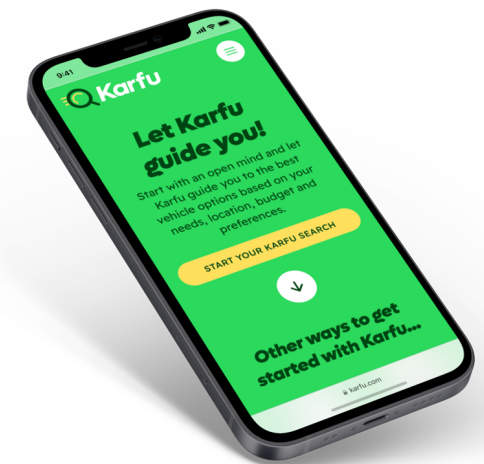 9:41
Karfu
Let Karfu
guide you!
Start with an open mind and let
Karfu guide you to the best
vehicle options based on your
needs, location, budget and
preferences.
START YOUR KARFU SEARCH
Other ways to get
started with Karfu...
karfu.com